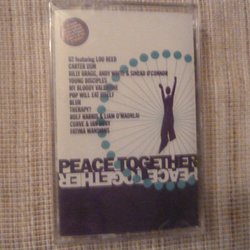 U2 featuring LOU REED
CARTER USM
BILLY BRAGG, ANDY WHITE & SINEAD O'CONNOR
YOUNG DISCIPLES
MY BLOODY VALENTINE
POP WILL EAT ITSELF
BLUR
THERAPY?
ROLF HARRIS & LIAM O'MAONLAI
CURVE & IAN DURY
FATIMA MANSIONS
PEACE TOGETHER
PEACE TOGETHER